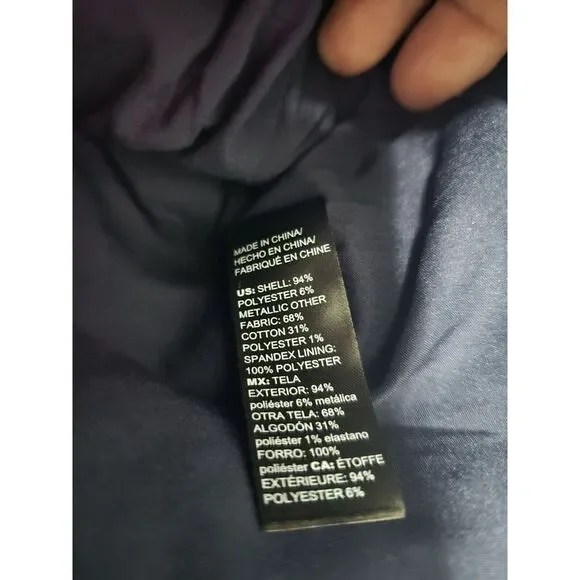 MADE IN CHINA/
HECHO EN CHINA/
FABRIQUÉ EN CHINE
US: SHELL: 94%
POLYESTER 6%
METALLIC OTHER
FABRIC: 68%
COTTON 31%
POLYESTER 1%
SPANDEX LINING:
100% POLYESTER
MX: TELA
EXTERIOR: 94%
poliéster 6% metálica
OTRA TELA: 68%
ALGODÓN 31%
poliéster 1% elastano
FORRO: 100%
poliéster CA: ÉTOFFE
EXTÉRIEURE: 94%
POLYESTER 6%